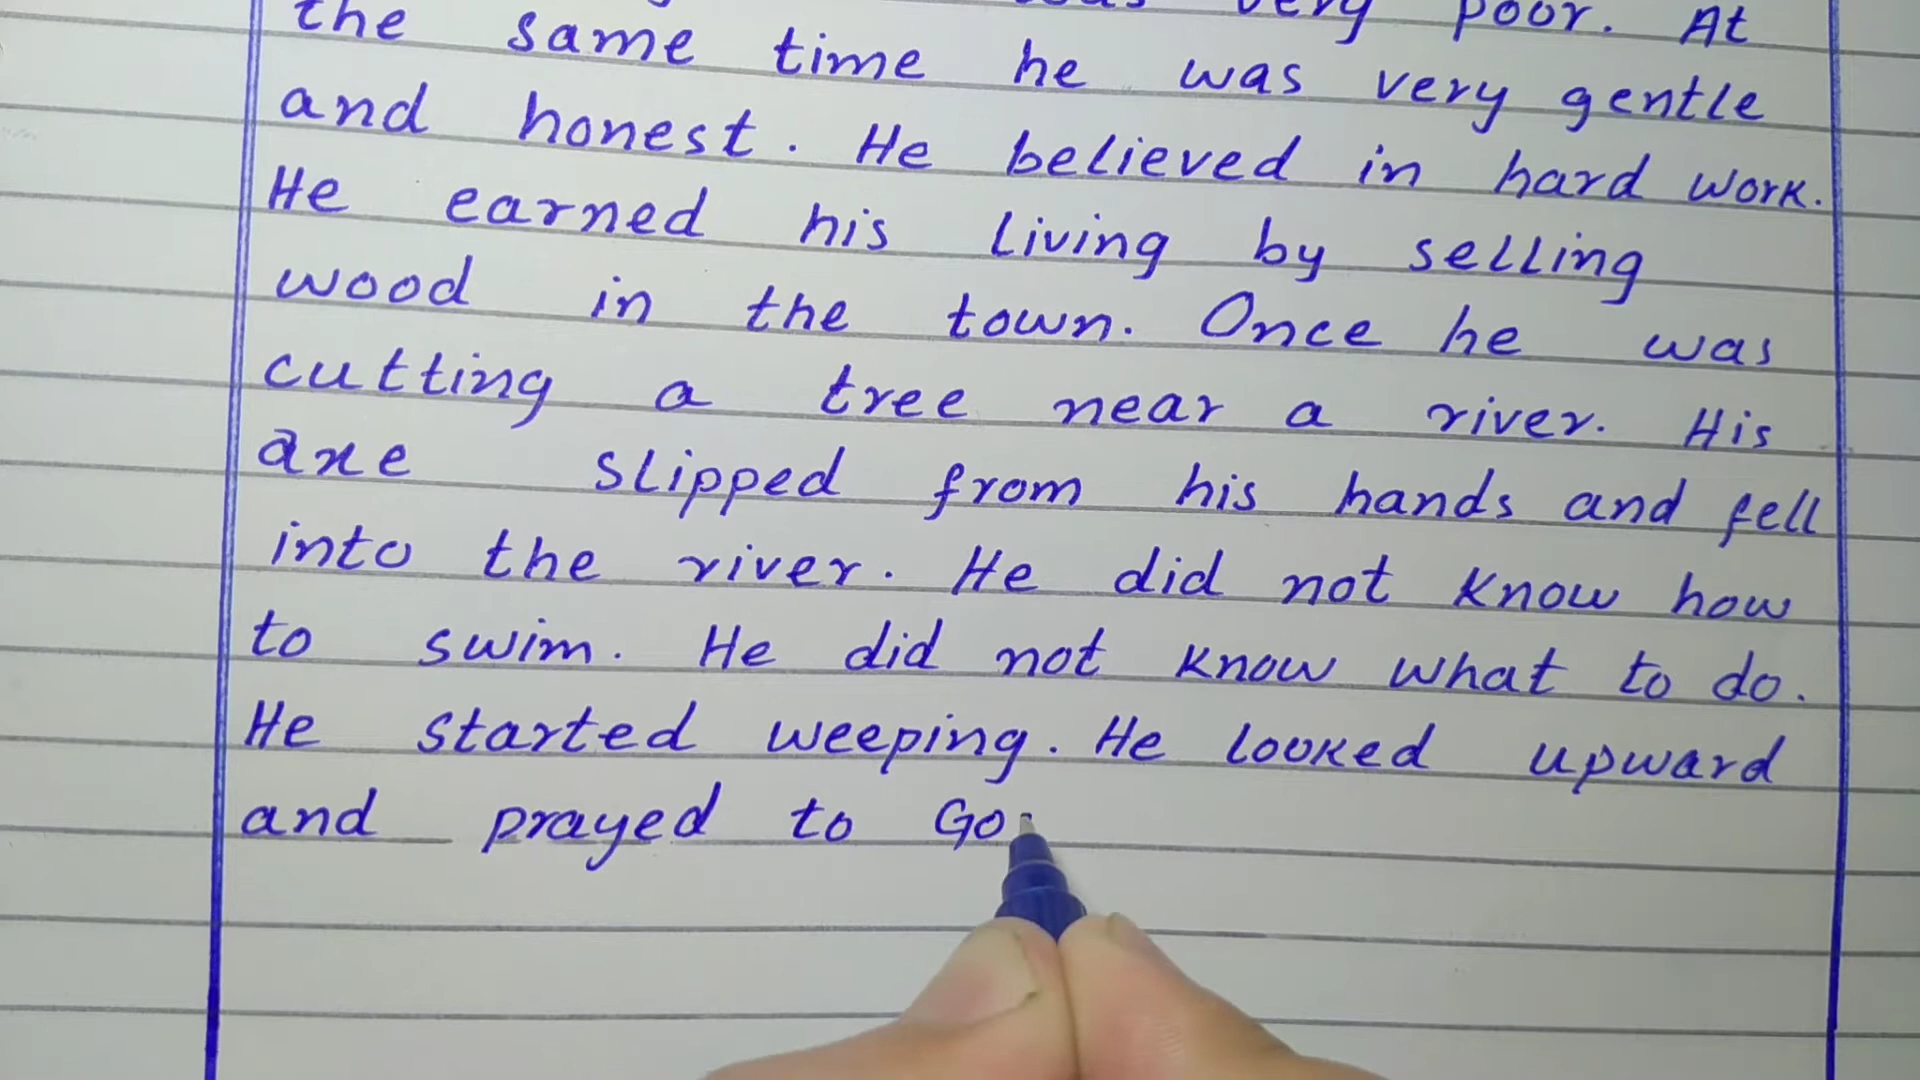 very poor. At
the same time he was very gentle
and honest. He believed in hard work.
He earned his living by selling
wood in the town. Once he was
cutting a tree near a river. His
axe slipped from his hands and fell
into the river. He did not know how
to swim. He did not know what to do.
He started weeping. He looked upward
and prayed to Go